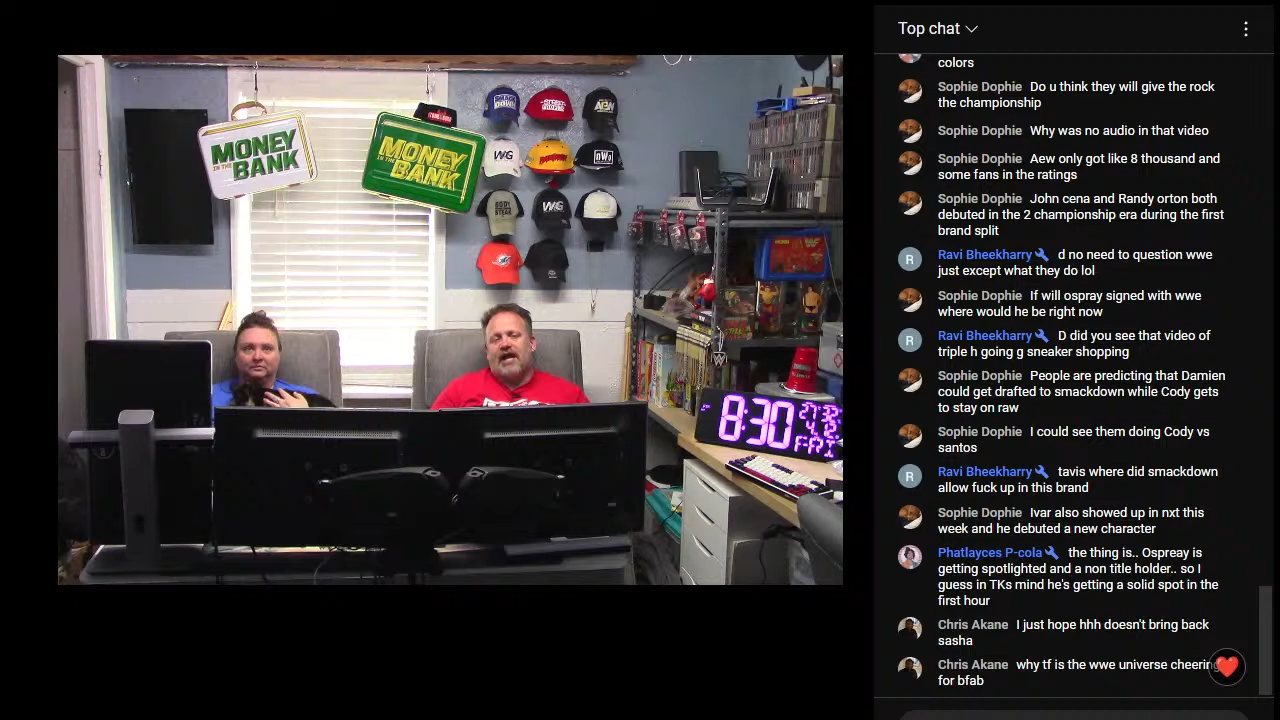 MONEY
IN THE
BANK
MONEY
IN THE
BANK
W/G
nWo
W/G
8:30
FRI
Top chat
colors
Sophie Dophie Do u think they will give the rock
the championship
Sophie Dophie Why was no audio in that video
Sophie Dophie Aew only got like 8 thousand and
some fans in the ratings
Sophie Dophie John cena and Randy orton both
debuted in the 2 championship era during the first
brand split
R Ravi Bheekharry d no need to question wwe
just except what they do lol
Sophie Dophie If will ospray signed with wwe
where would he be right now
R Ravi Bheekharry D did you see that video of
triple h going g sneaker shopping
Sophie Dophie People are predicting that Damien
could get drafted to smackdown while Cody gets
to stay on raw
Sophie Dophie I could see them doing Cody vs
santos
R Ravi Bheekharry tavis where did smackdown
allow fuck up in this brand
Sophie Dophie Ivar also showed up in nxt this
week and he debuted a new character
Phatlayces P-cola the thing is.. Ospreay is
getting spotlighted and a non title holder.. so I
guess in TKs mind he's getting a solid spot in the
first hour
Chris Akane I just hope hhh doesn't bring back
sasha
Chris Akane why tf is the wwe universe cheering
for bfab